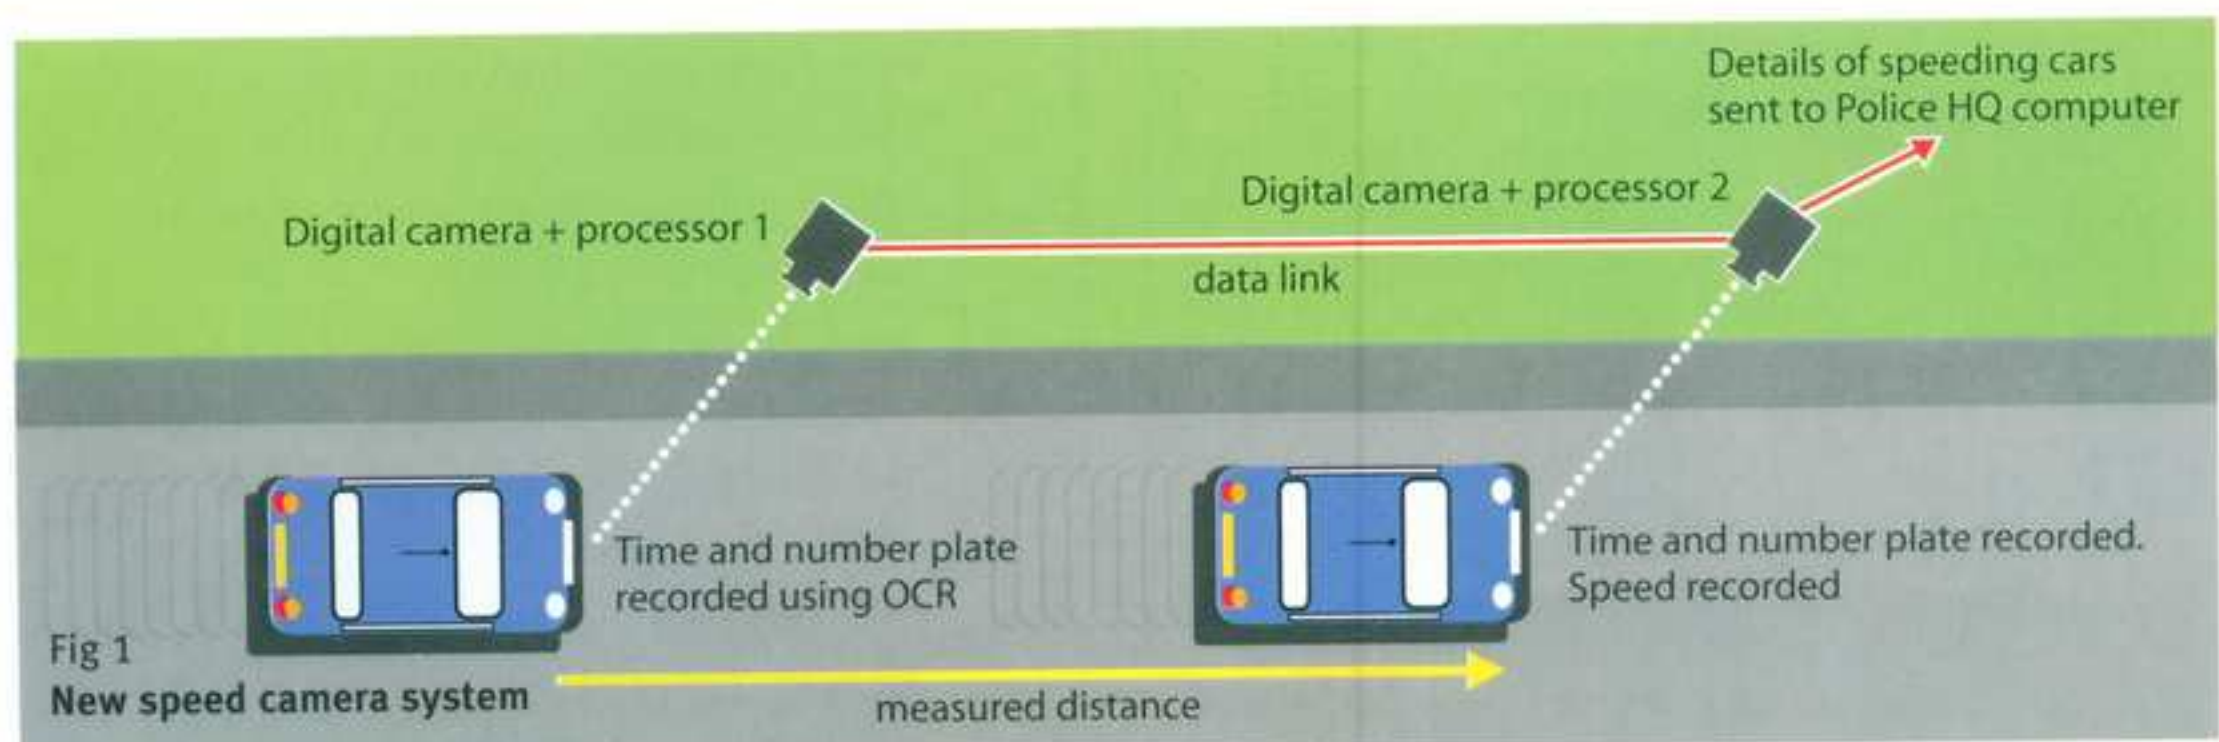 Details of speeding cars
sent to Police HQ computer
Digital camera + processor 1
Digital camera + processor 2
data link
Time and number plate
recorded using OCR
Time and number plate recorded.
Speed recorded
Fig 1
New speed camera system
measured distance